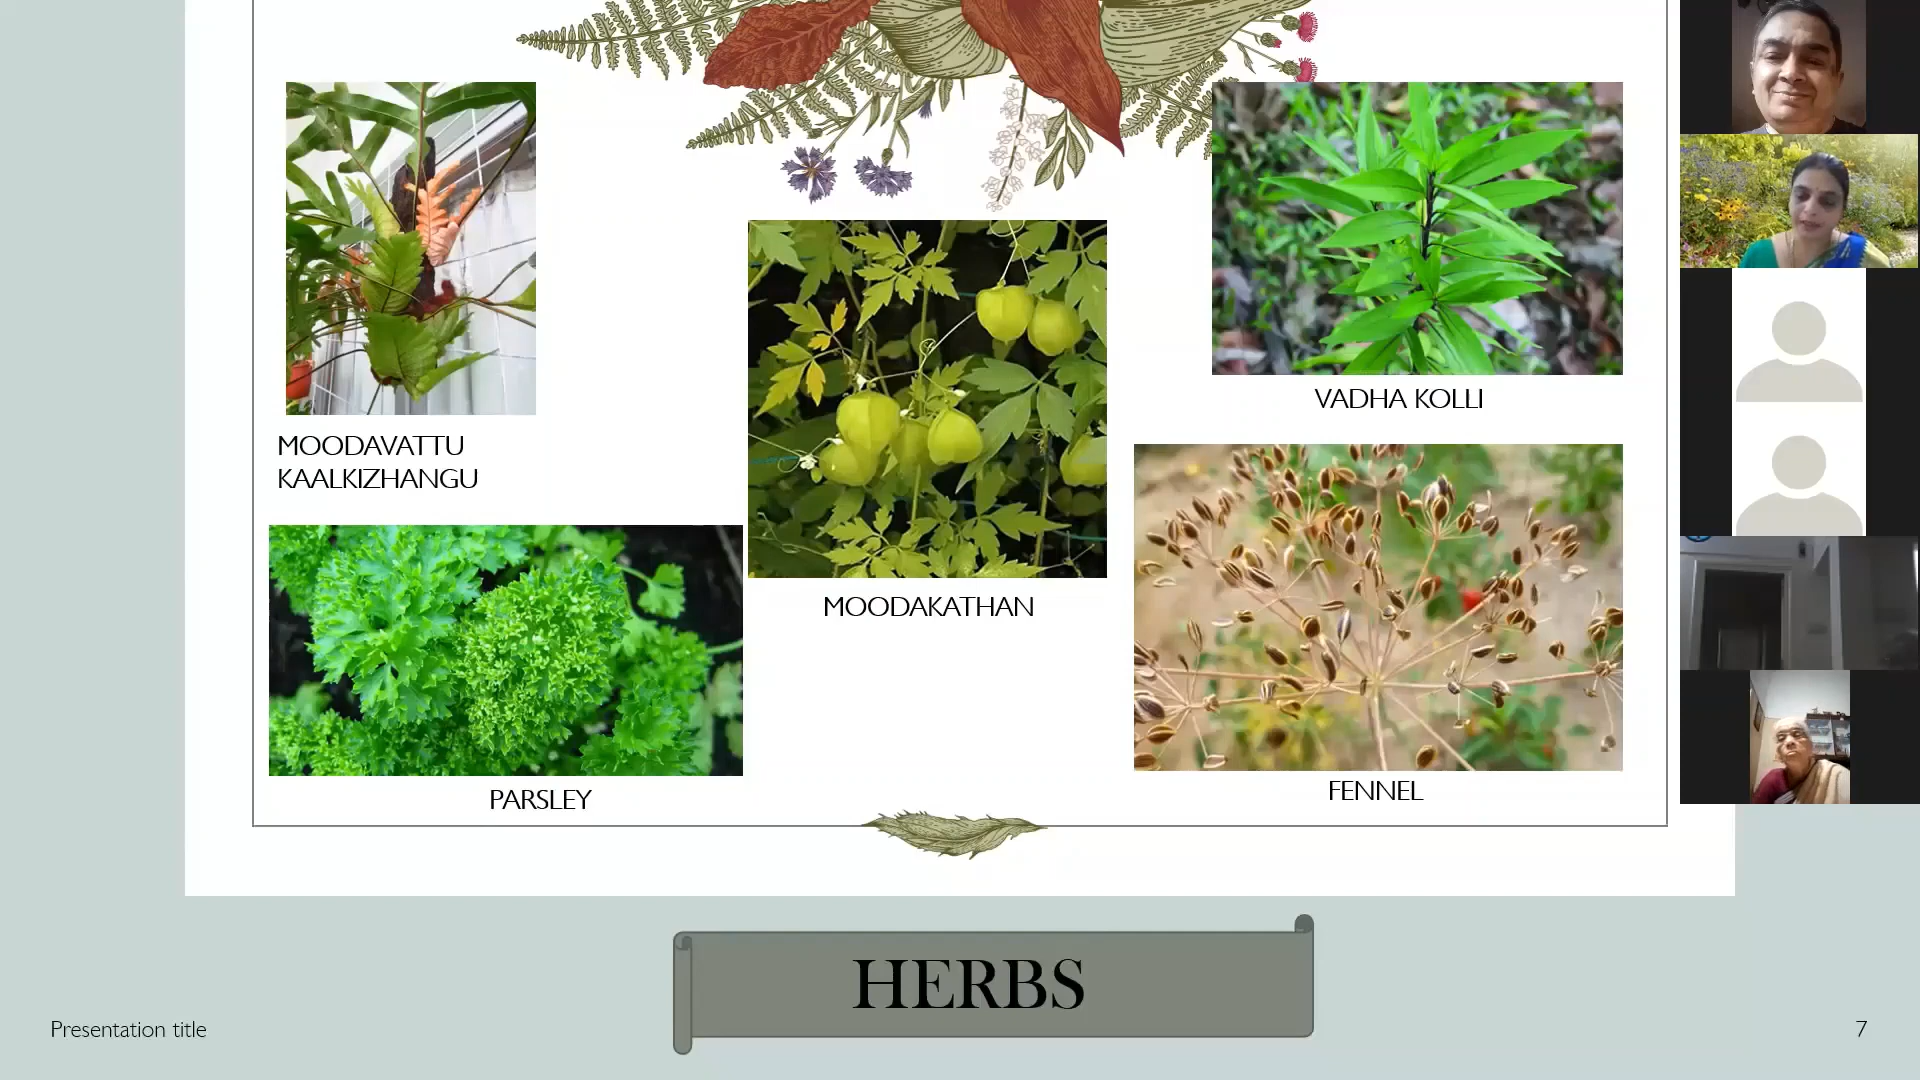 VADHA KOLLI
MOODAVATTU
KAALKIZHANGU
MOODAKATHAN
FENNEL
PARSLEY
HERBS
Presentation title
7